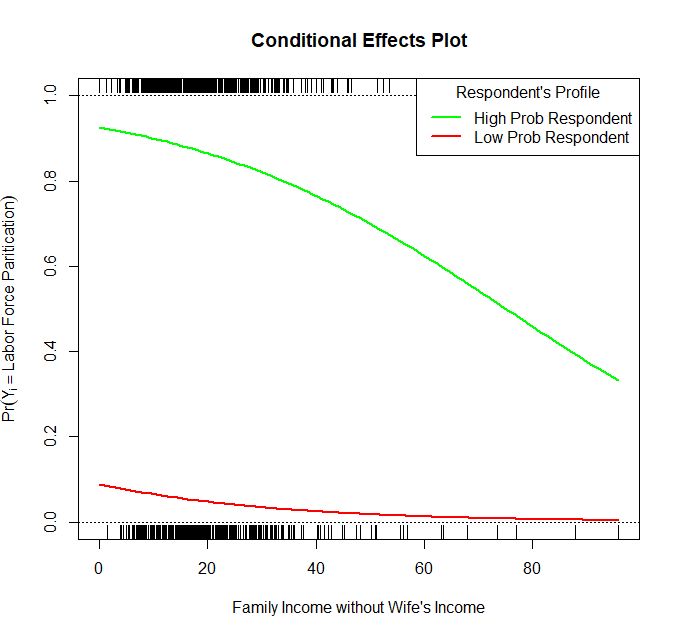 Conditional Effects Plot
Respondent's Profile
High Prob Respondent
Low Prob Respondent
Pr(Yᵢ = Labor Force Paritication)
1.0
0.8
0.6
0.4
0.2
0.0
0 20 40 60 80
Family Income without Wife's Income